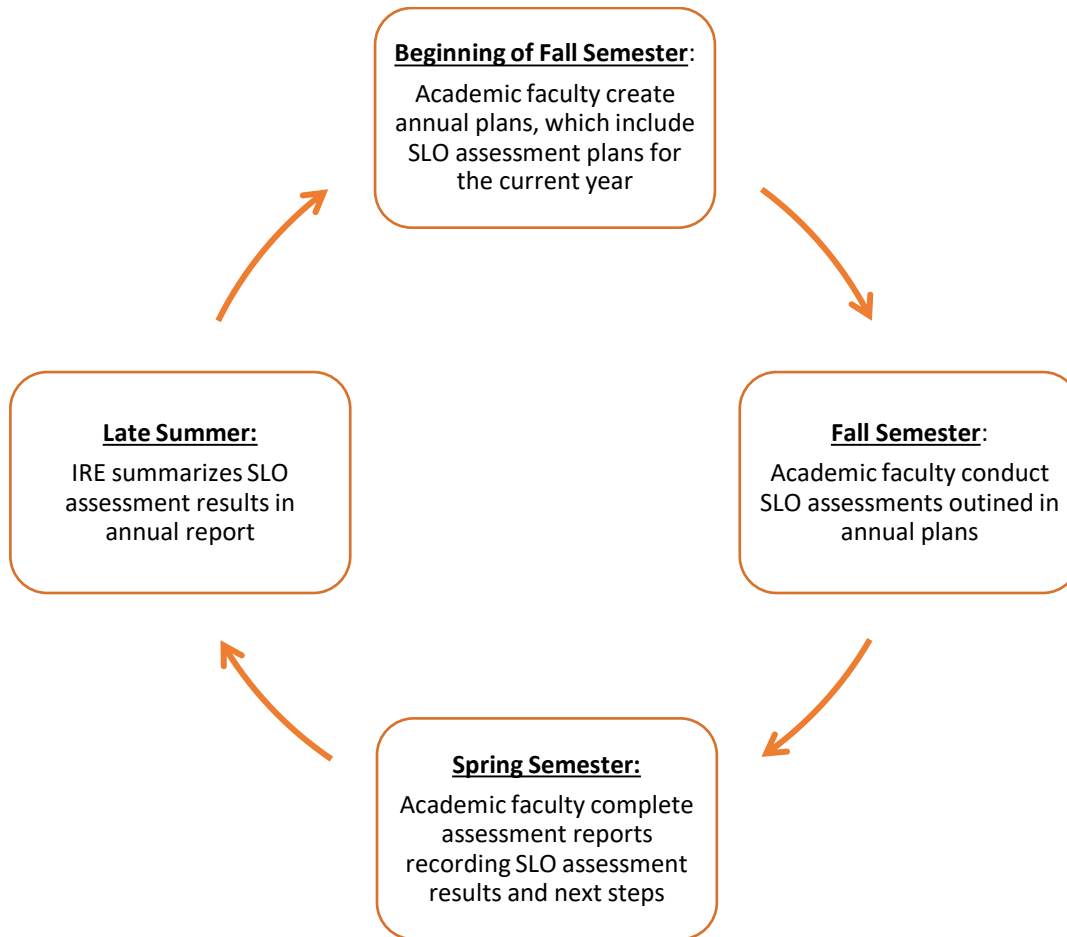 Beginning of Fall Semester:
Academic faculty create
annual plans, which include
SLO assessment plans for
the current year
Fall Semester:
Academic faculty conduct
SLO assessments outined in
annual plans
Spring Semester:
Academic faculty complete
assessment reports
recording SLO assessment
results and next steps
Late Summer:
IRE summarizes SLO
assessment results in
annual report